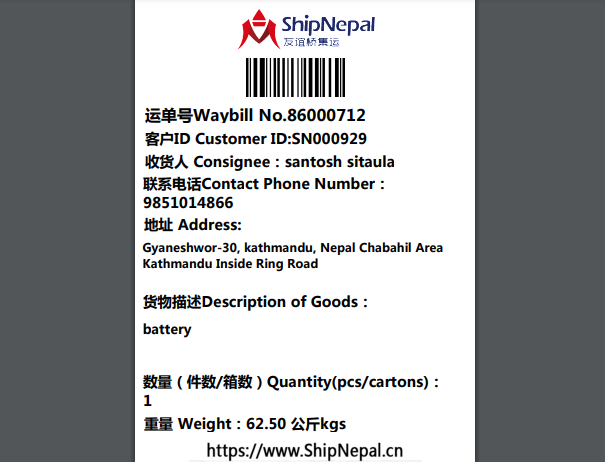 ShipNepal
友谊桥集运
运单号Waybill No.86000712
客户ID Customer ID:SN000929
收货人 Consignee：santosh sitaula
联系电话Contact Phone Number：
9851014866
地址 Address:
Gyaneshwor-30, kathmandu, Nepal Chabahil Area
Kathmandu Inside Ring Road
货物描述Description of Goods：
battery
数量（件数/箱数）Quantity(pcs/cartons)：
1
重量 Weight：62.50 公斤kgs
https://www.ShipNepal.cn